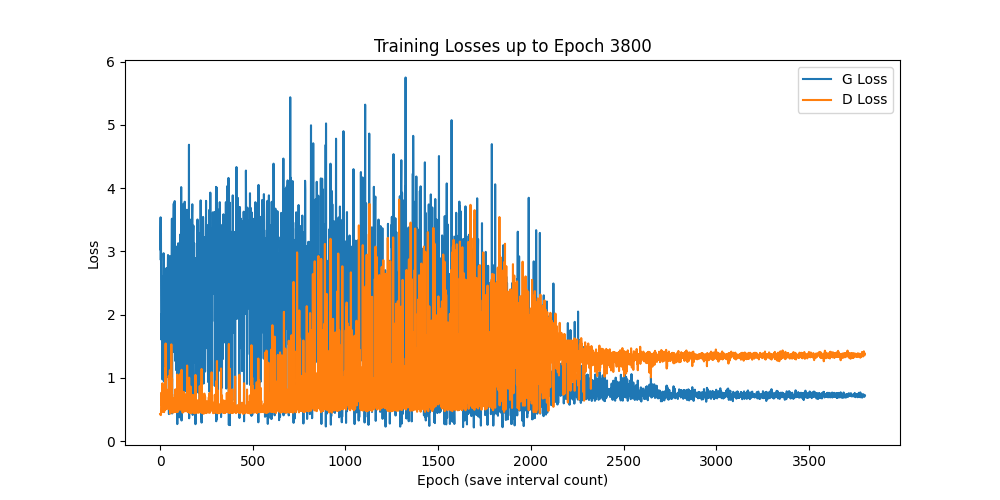 Training Losses up to Epoch 3800
G Loss
D Loss
Loss
6
5
4
3
2
1
0
0 500 1000 1500 2000 2500 3000 3500
Epoch (save interval count)